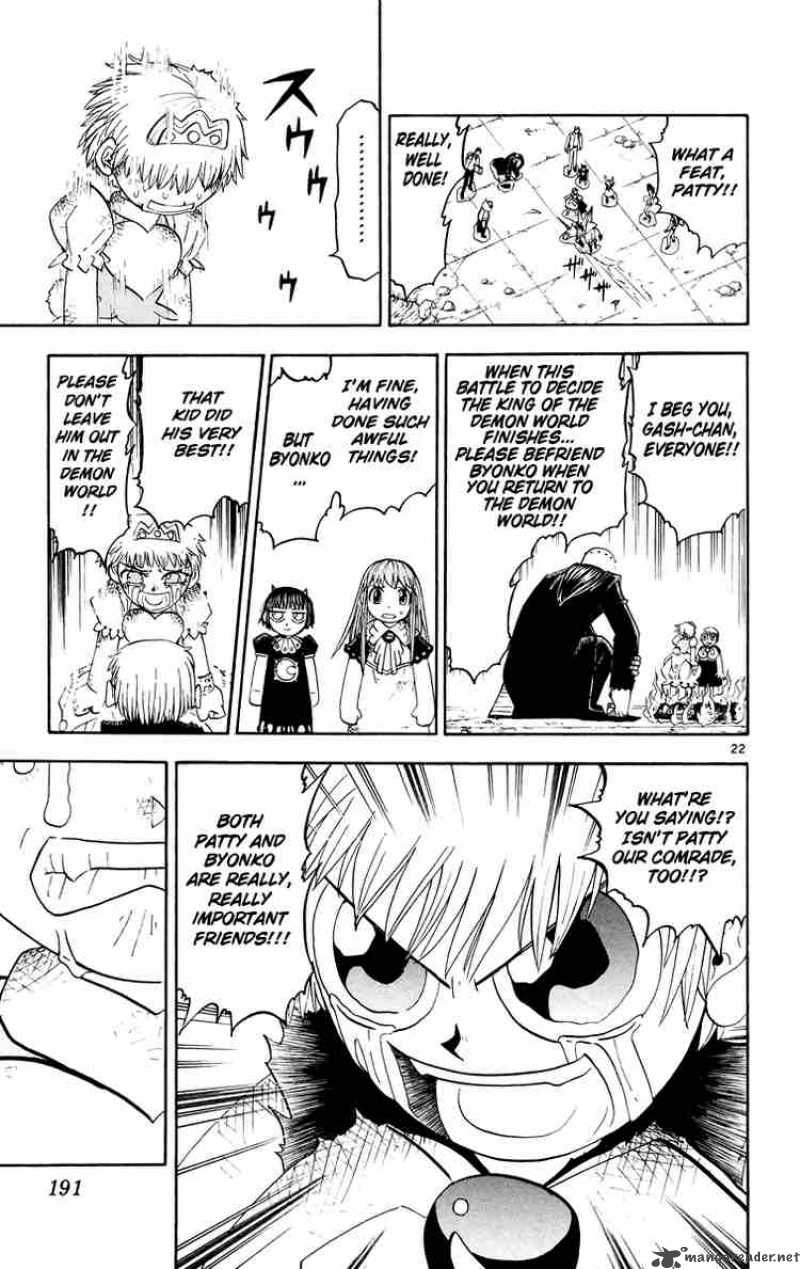 WHAT A
FEAT,
PATTY!!
REALLY,
WELL
DONE!
ザザザ
………
スゥゥゥゥ
I BEG YOU,
GASH-CHAN,
EVERYONE!!
WHEN THIS
BATTLE TO DECIDE
THE KING OF THE
DEMON WORLD
FINISHES...
PLEASE BEFRIEND
BYONKO WHEN
YOU RETURN TO
THE DEMON
WORLD!!
I'M FINE,
HAVING
DONE SUCH
AWFUL
THINGS!
BUT
BYONKO
...
THAT
KID DID
HIS VERY
BEST!!
PLEASE
DON'T
LEAVE
HIM OUT
IN THE
DEMON
WORLD
!!
22
WHAT'RE
YOU SAYING!?
ISN'T PATTY
OUR COMRADE,
TOO!!?
BOTH
PATTY AND
BYONKO
ARE REALLY,
REALLY
IMPORTANT
FRIENDS!!!
191
mangareader.net